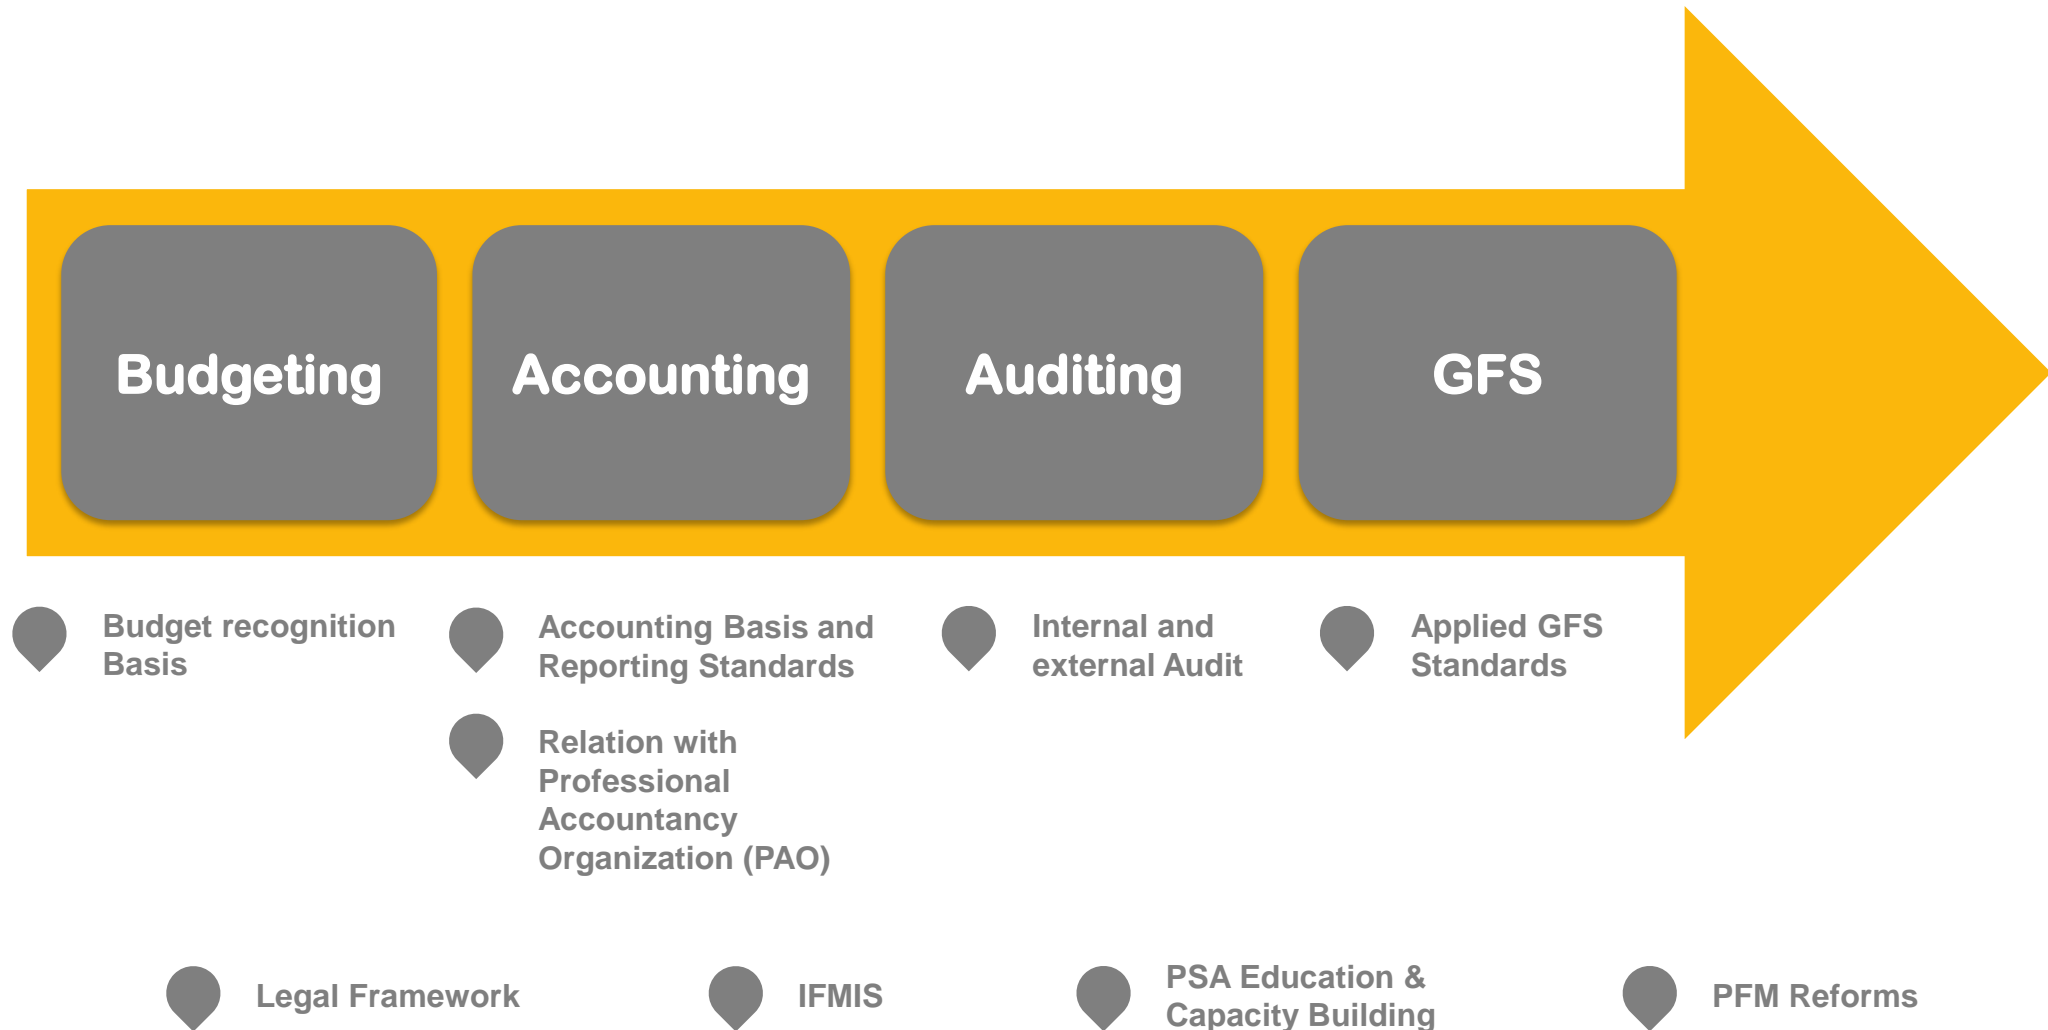 Budgeting
Accounting
Auditing
GFS
Budget recognition
Basis
Accounting Basis and
Reporting Standards
Relation with
Professional
Accountancy
Organization (PAO)
Internal and
external Audit
Applied GFS
Standards
Legal Framework
IFMIS
PSA Education &
Capacity Building
PFM Reforms